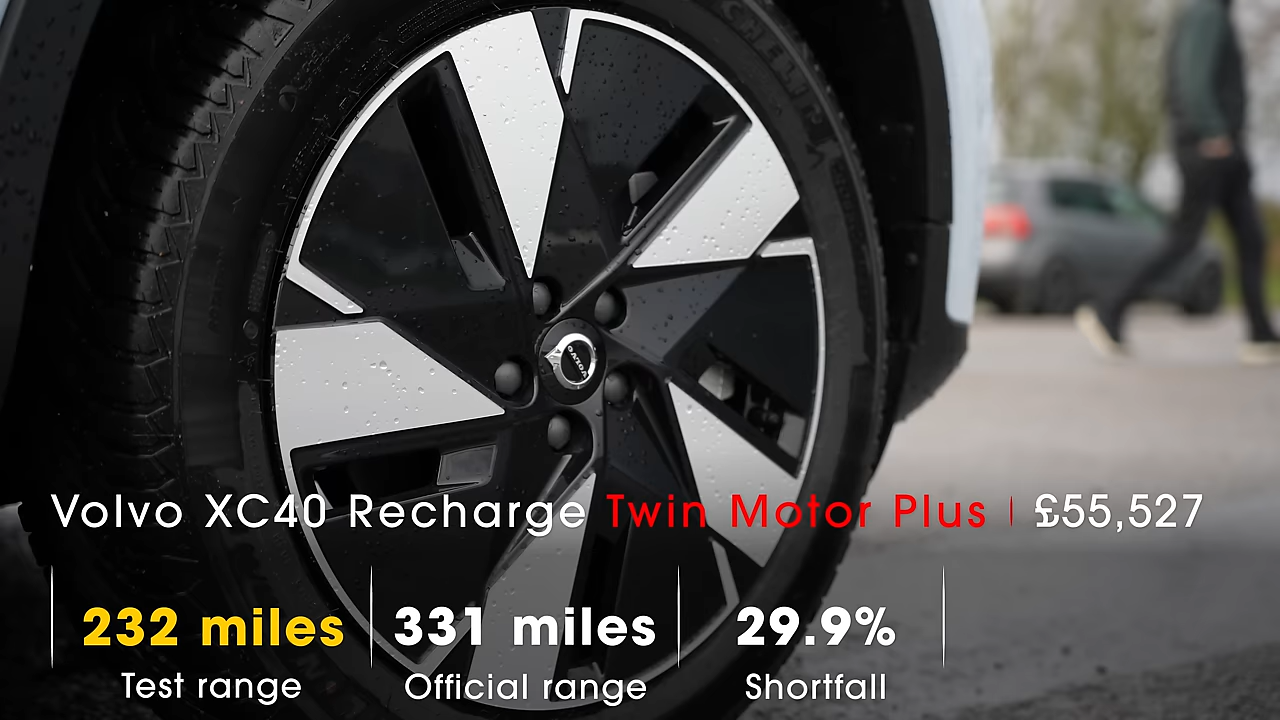 VOLVO
Volvo XC40 Recharge Twin Motor Plus | £55,527
232 miles 331 miles 29.9%
Test range Official range Shortfall